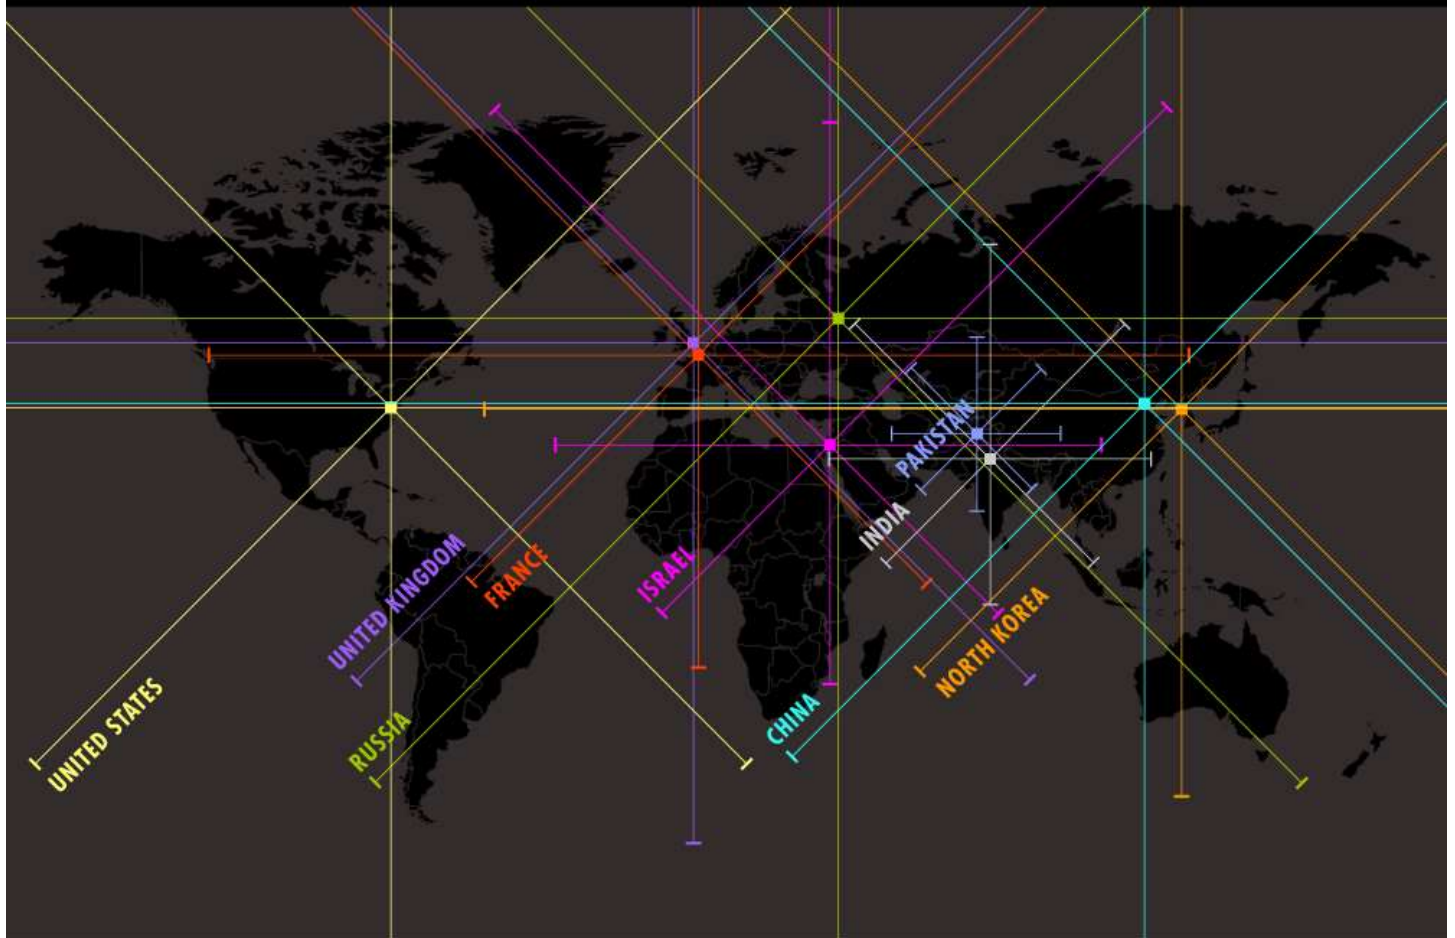 PAKISTAN
INDIA
UNITED KINGDOM
FRANCE
ISRAEL
NORTH KOREA
UNITED STATES
RUSSIA
CHINA